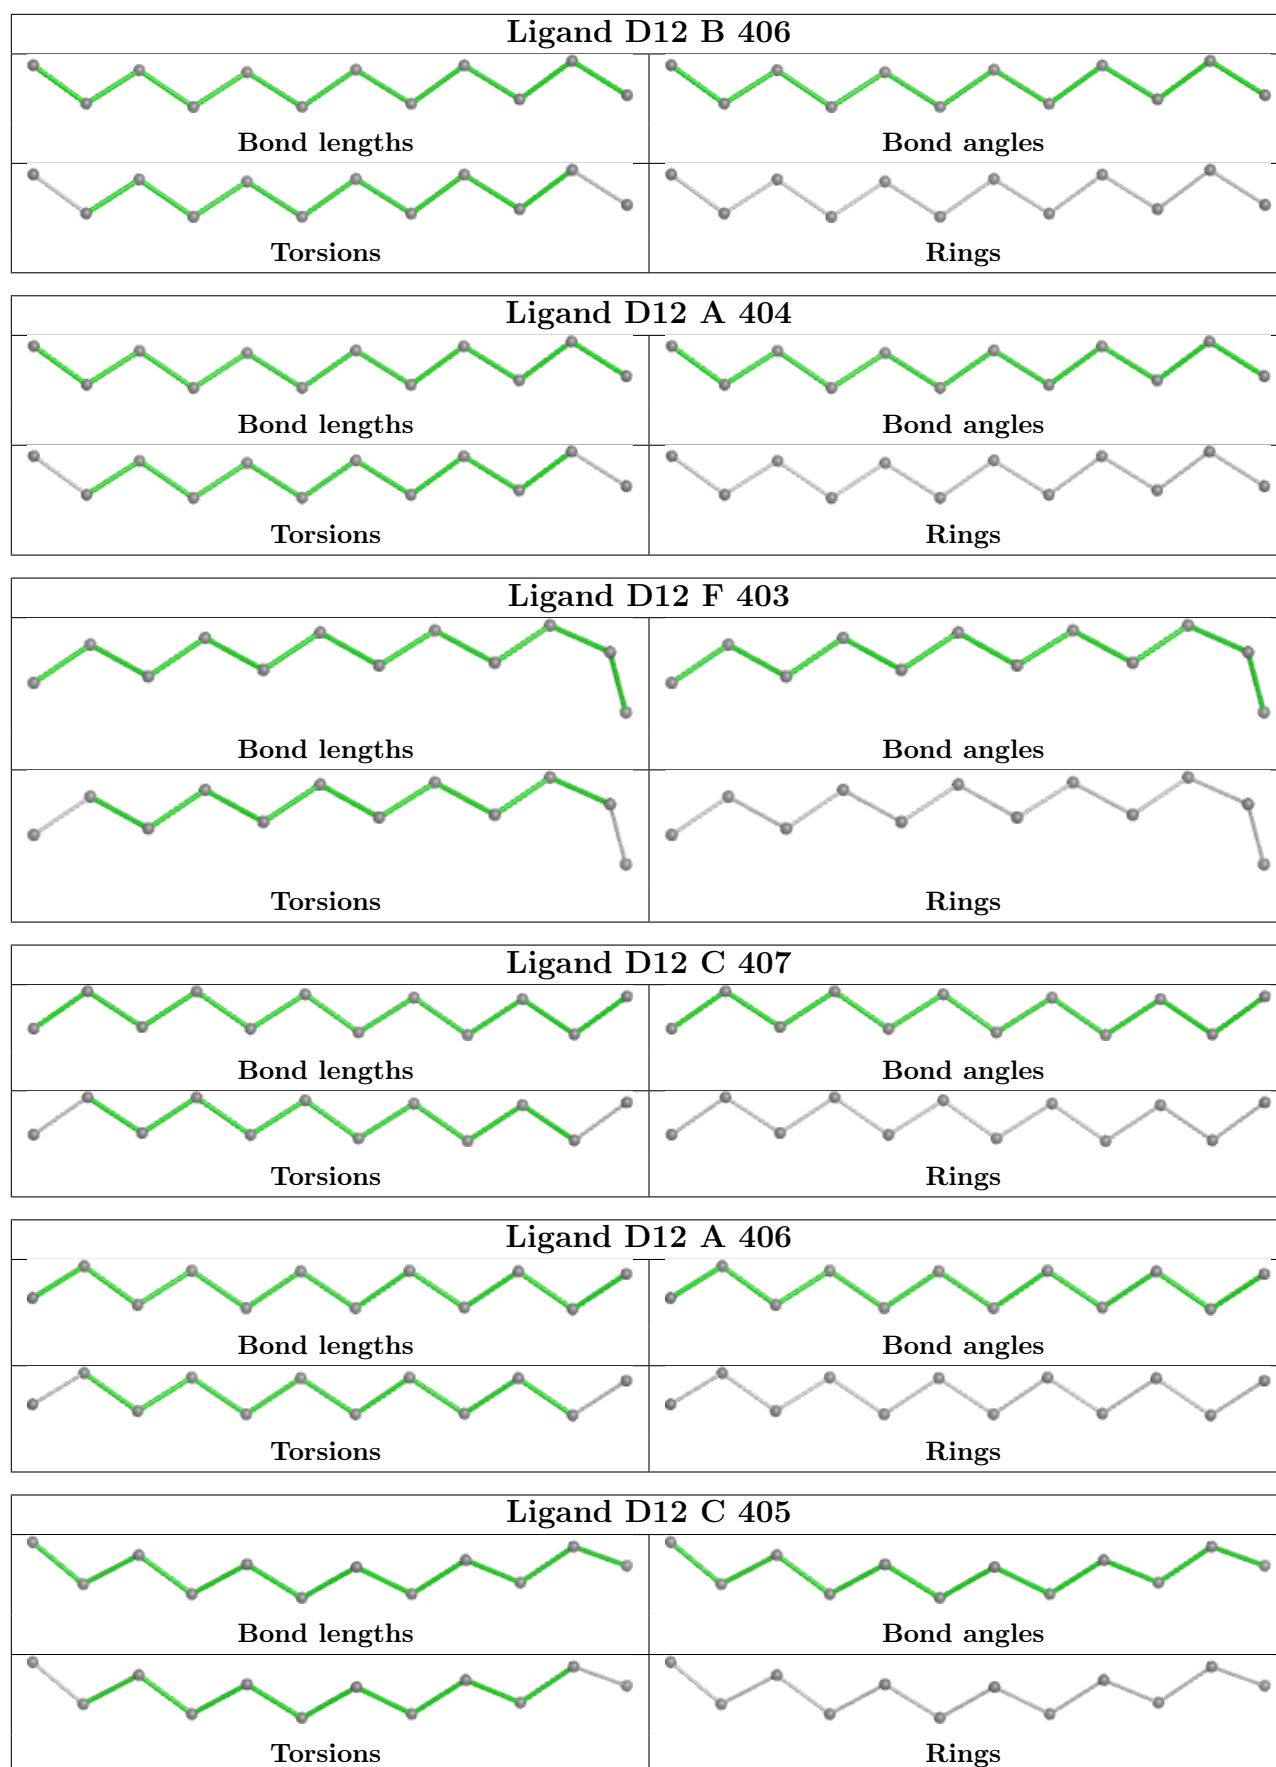 Ligand D12 B 406
Bond lengths Bond angles
Torsions Rings
Ligand D12 A 404
Bond lengths Bond angles
Torsions Rings
Ligand D12 F 403
Bond lengths Bond angles
Torsions Rings
Ligand D12 C 407
Bond lengths Bond angles
Torsions Rings
Ligand D12 A 406
Bond lengths Bond angles
Torsions Rings
Ligand D12 C 405
Bond lengths Bond angles
Torsions Rings